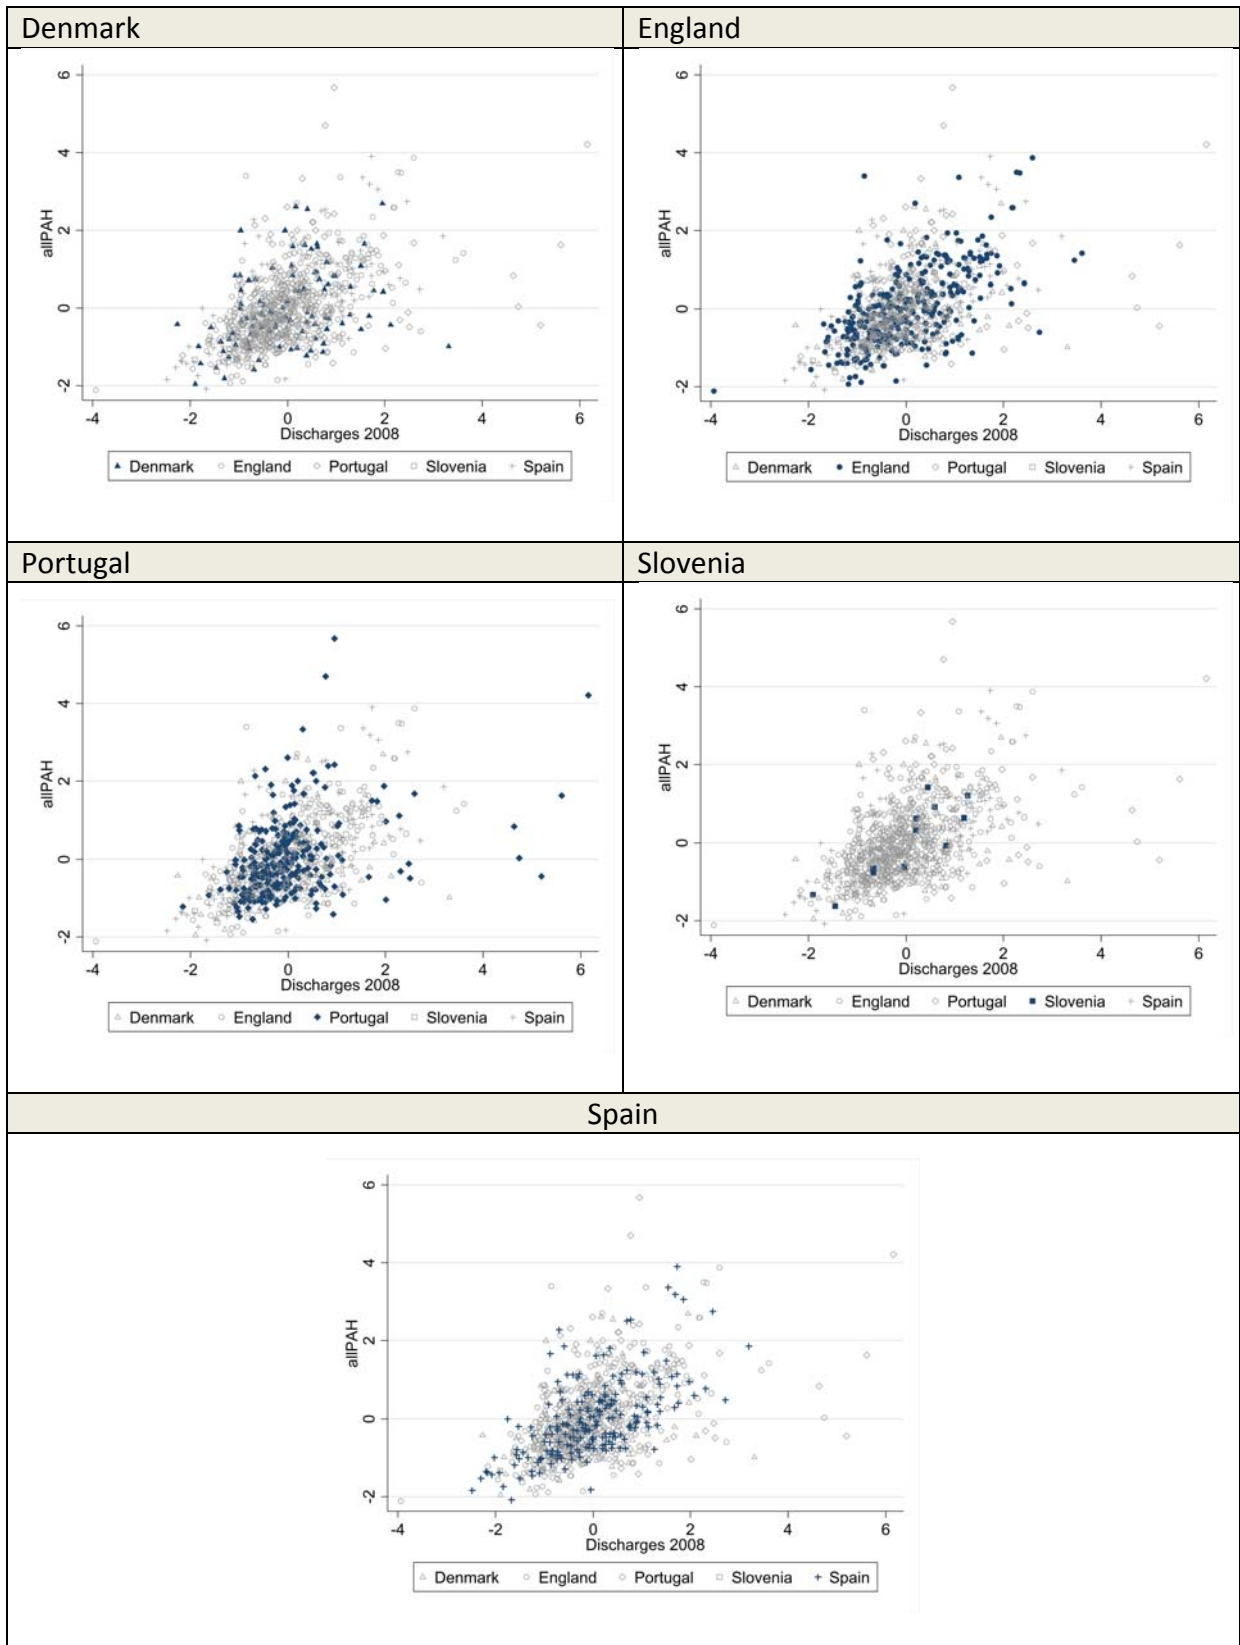 Denmark
England
6
4
2
0
-2
allPAH
-4 -2 0 2 4 6
Discharges 2008
Denmark England Portugal Slovenia Spain
6
4
2
0
-2
allPAH
-4 -2 0 2 4 6
Discharges 2008
Denmark England Portugal Slovenia Spain
Portugal
Slovenia
6
4
2
0
-2
allPAH
-4 -2 0 2 4 6
Discharges 2008
Denmark England Portugal Slovenia Spain
6
4
2
0
-2
allPAH
-4 -2 0 2 4 6
Discharges 2008
Denmark England Portugal Slovenia Spain
Spain
6
4
2
0
-2
allPAH
-4 -2 0 2 4 6
Discharges 2008
Denmark England Portugal Slovenia Spain